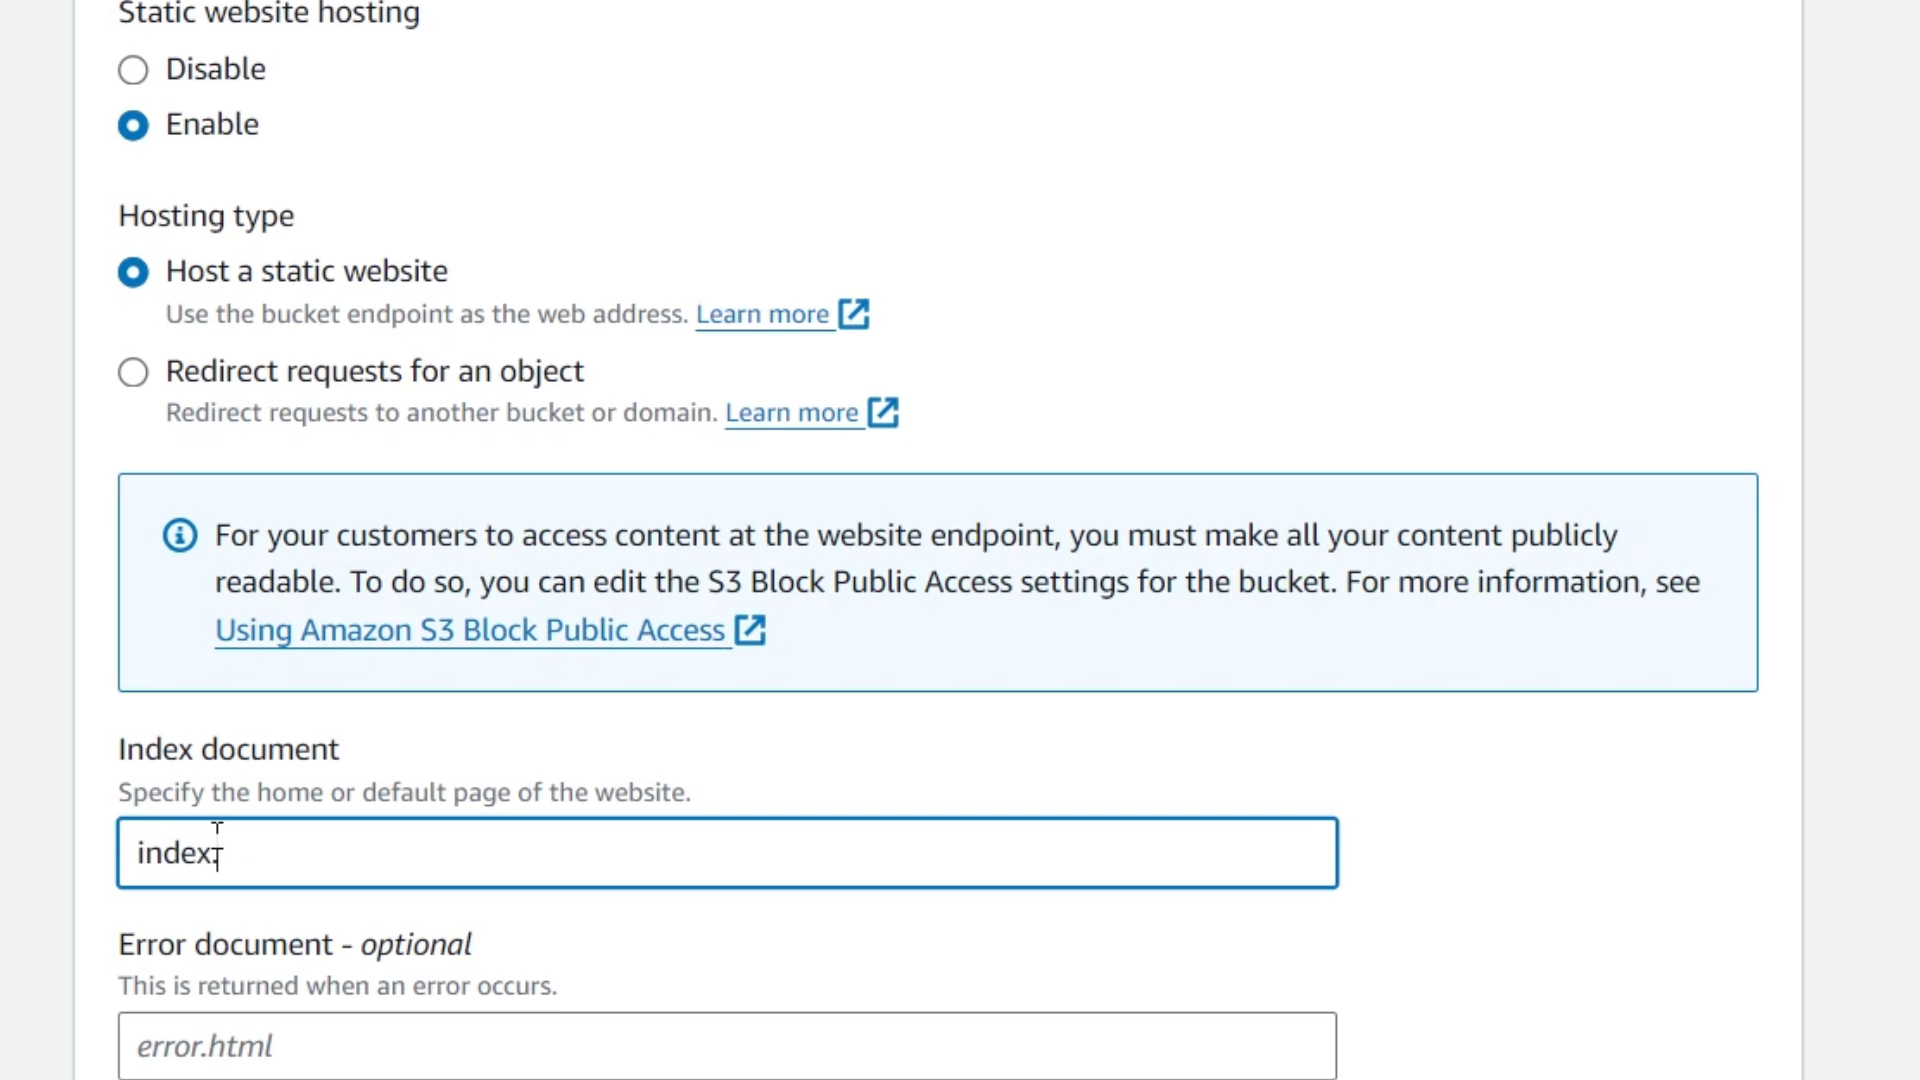 Static website hosting
Disable
Enable
Hosting type
Host a static website
Use the bucket endpoint as the web address. Learn more
Redirect requests for an object
Redirect requests to another bucket or domain. Learn more
For your customers to access content at the website endpoint, you must make all your content publicly
readable. To do so, you can edit the S3 Block Public Access settings for the bucket. For more information, see
Using Amazon S3 Block Public Access
Index document
Specify the home or default page of the website.
index.
Error document - optional
This is returned when an error occurs.
error.html